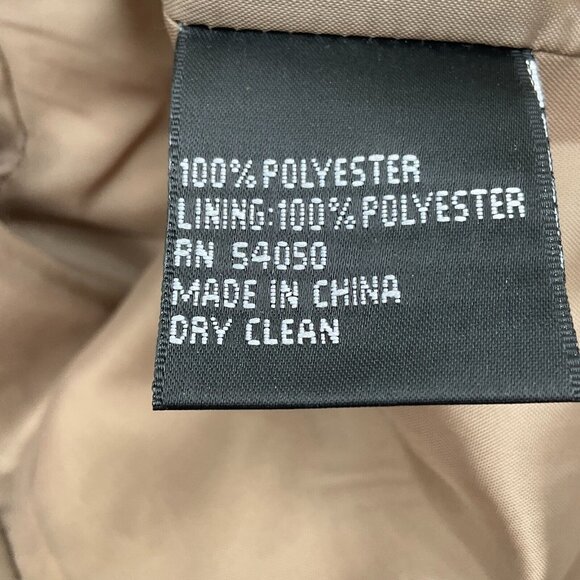 100% POLYESTER
LINING:100% POLYESTER
RN 54050
MADE IN CHINA
DRY CLEAN